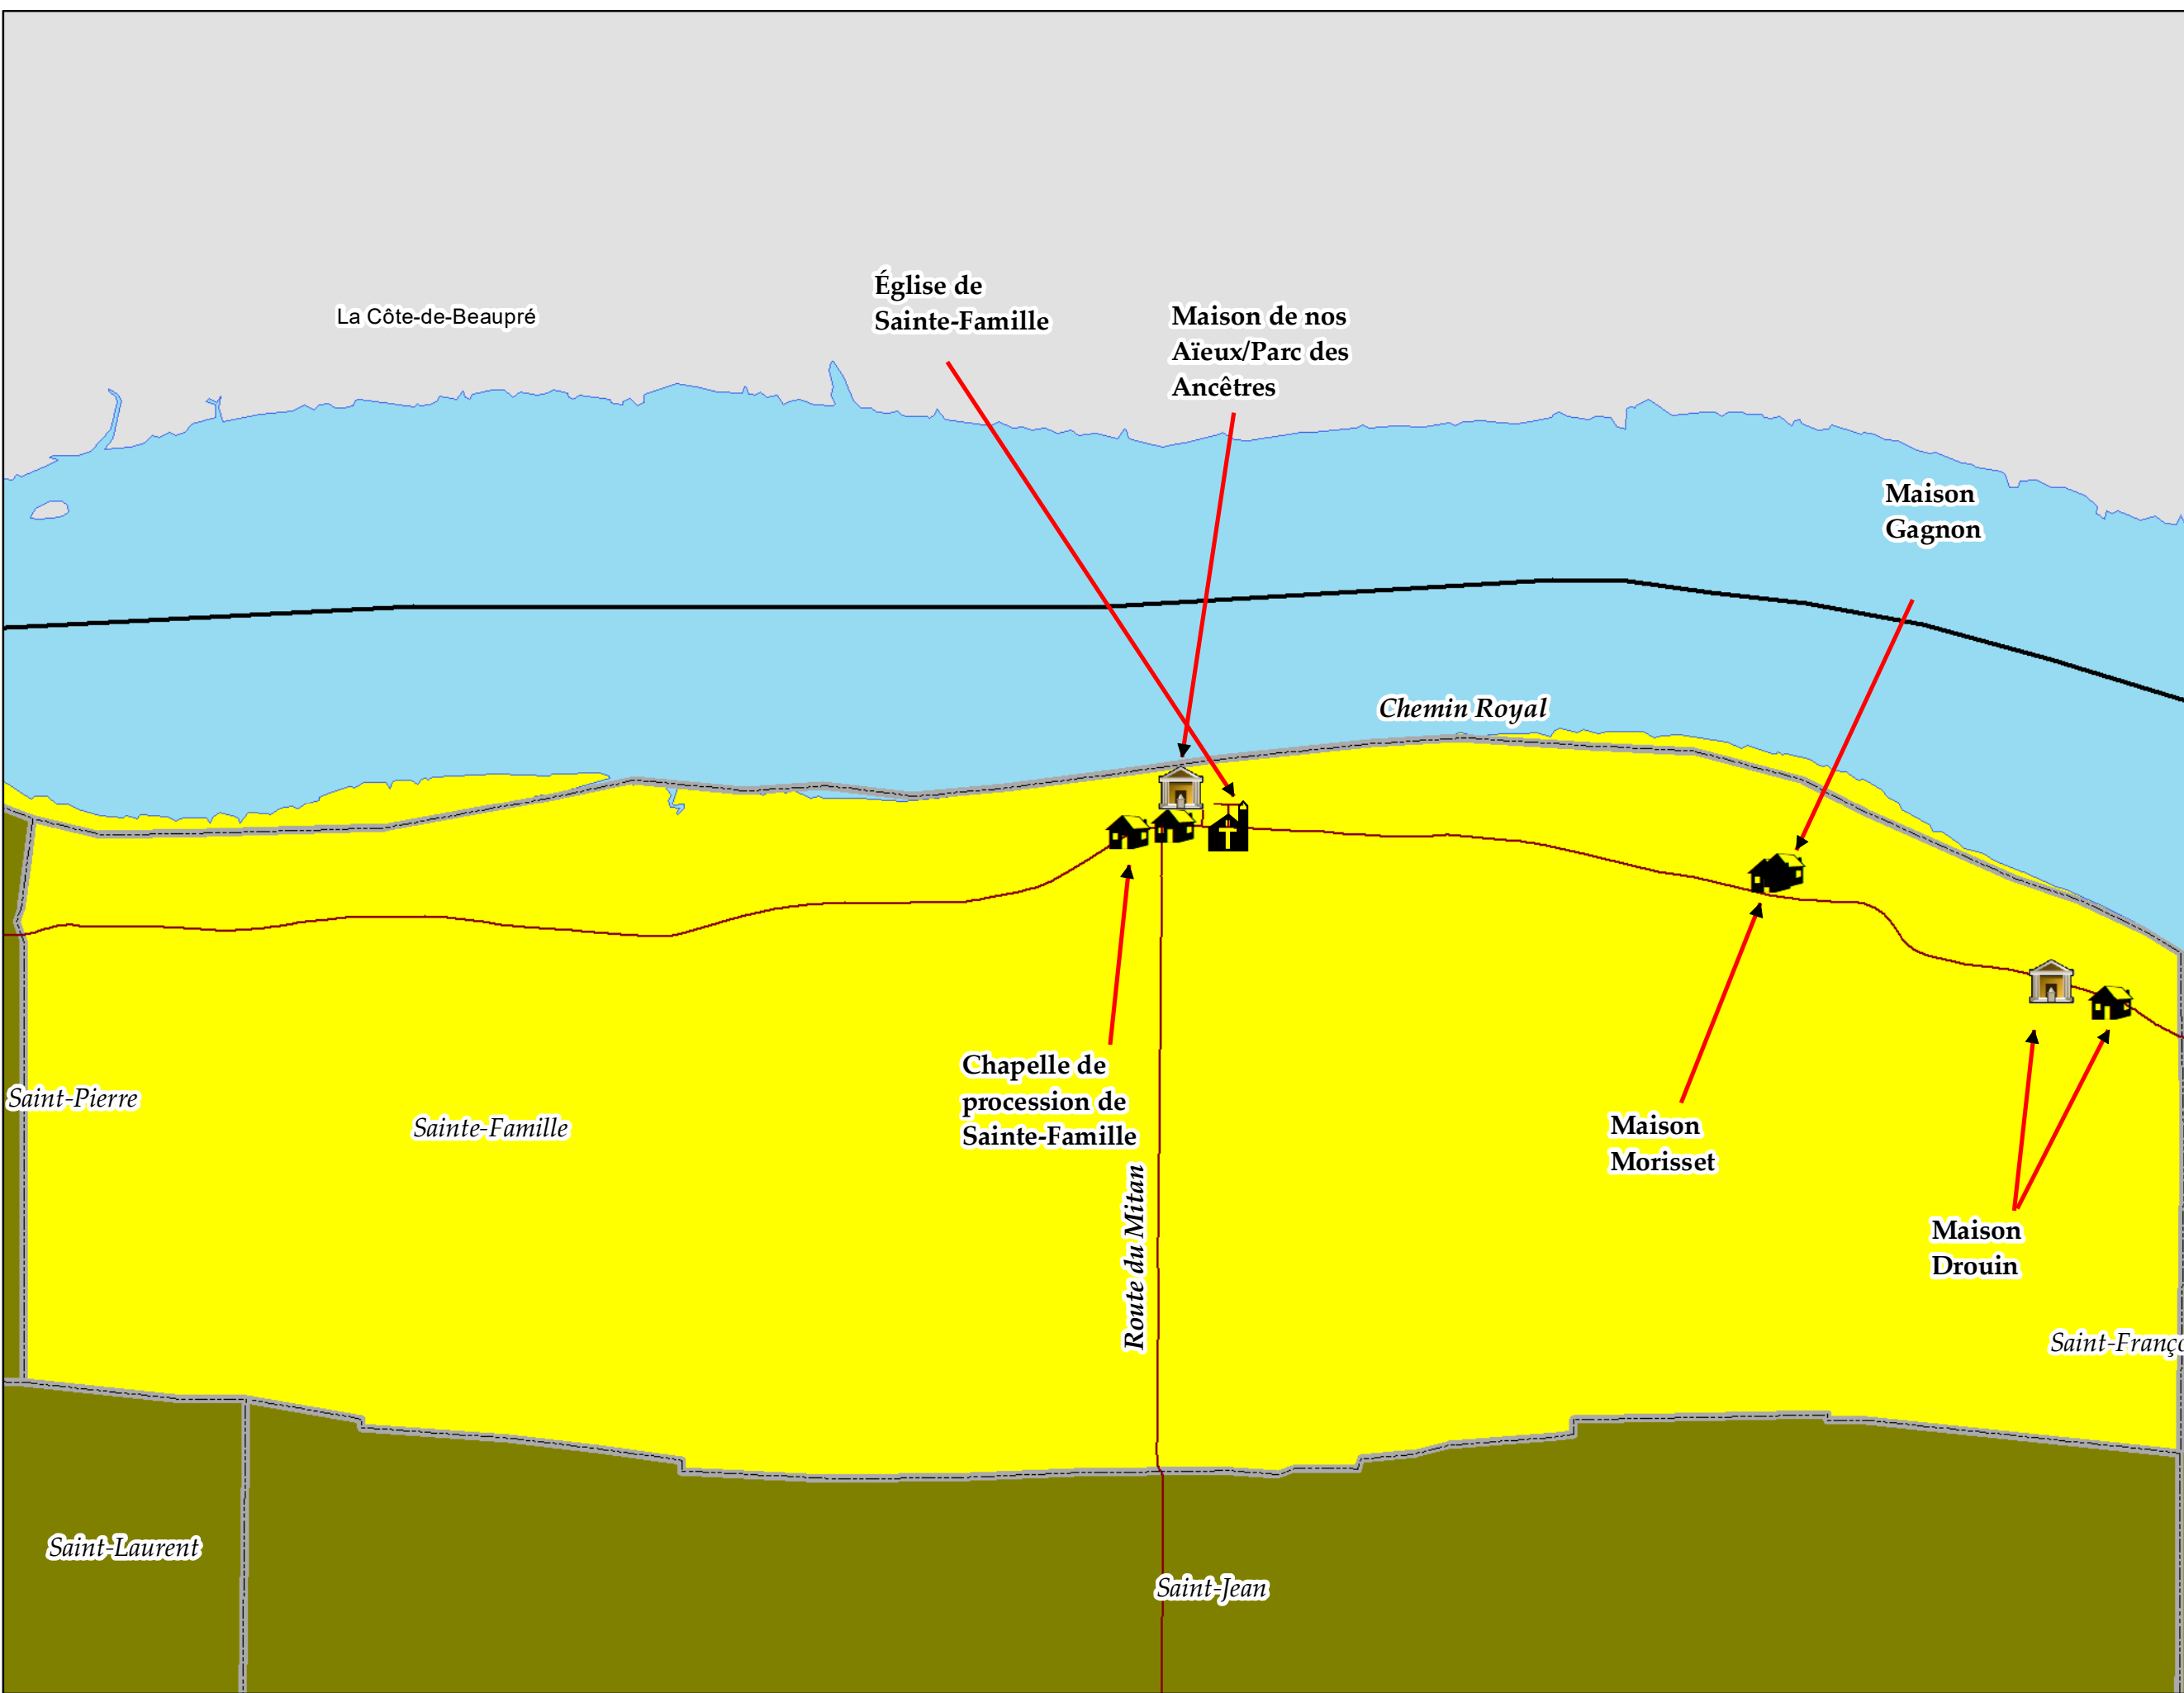 Église de
Sainte-Famille
La Côte-de-Beaupré
Maison de nos
Aïeux/Parc des
Ancêtres
Maison
Gagnon
Chemin Royal
Chapelle de
procession de
Sainte-Famille
Saint-Pierre
Sainte-Famille
Maison
Morisset
Route du Mitan
Maison
Drouin
Saint-Franço
Saint-Laurent
Saint-Jean